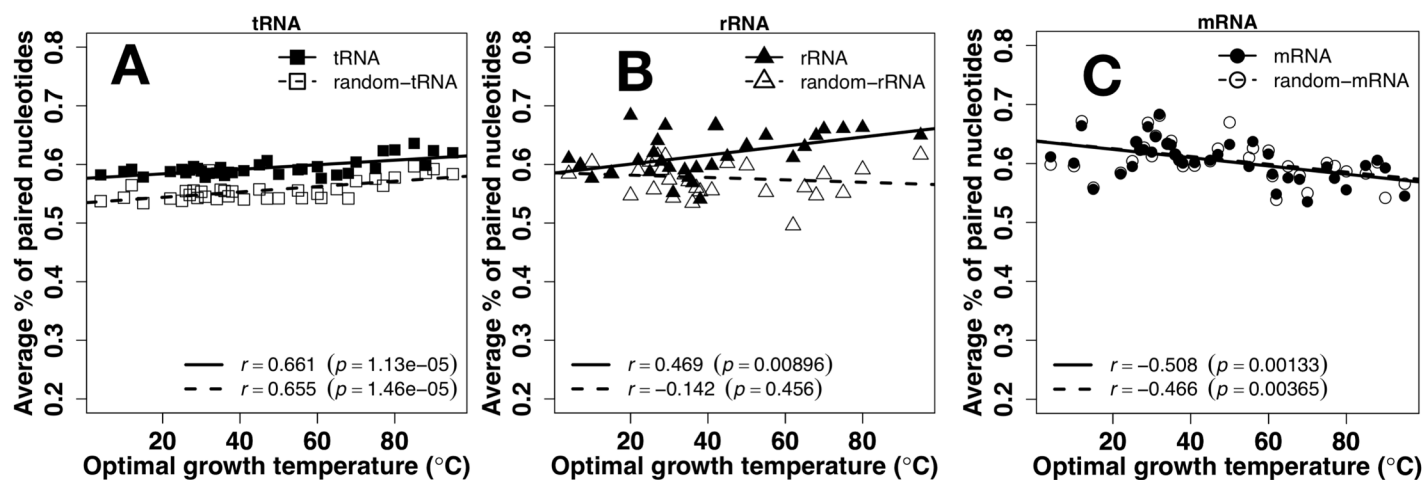 tRNA
A
tRNA
random−tRNA
Average % of paired nucleotides
0.8
0.7
0.6
0.5
0.4
0.3
0.2
r = 0.661 (p = 1.13e−05)
r = 0.655 (p = 1.46e−05)
20 40 60 80
Optimal growth temperature (°C)
rRNA
B
rRNA
random−rRNA
Average % of paired nucleotides
0.8
0.7
0.6
0.5
0.4
0.3
0.2
r = 0.469 (p = 0.00896)
r = −0.142 (p = 0.456)
20 40 60 80
Optimal growth temperature (°C)
mRNA
C
mRNA
random−mRNA
Average % of paired nucleotides
0.8
0.7
0.6
0.5
0.4
0.3
0.2
r = −0.508 (p = 0.00133)
r = −0.466 (p = 0.00365)
20 40 60 80
Optimal growth temperature (°C)